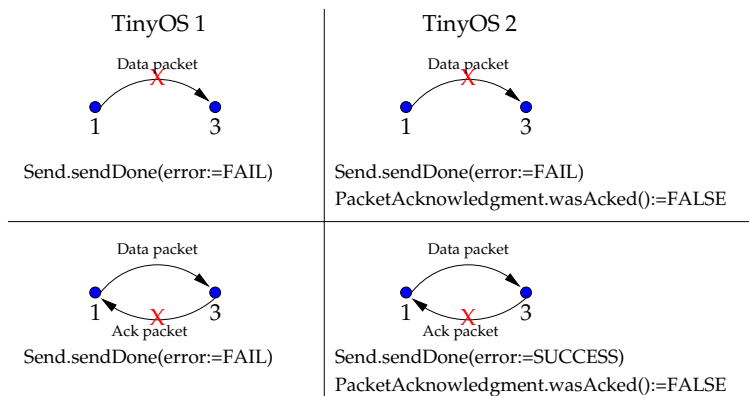 TinyOS 1
TinyOS 2
Data packet
X
1
3
Send.sendDone(error:=FAIL)
Data packet
X
1
3
Send.sendDone(error:=FAIL)
PacketAcknowledgment.wasAcked():=FALSE
Data packet
1
3
X
Ack packet
Send.sendDone(error:=FAIL)
Data packet
1
3
X
Ack packet
Send.sendDone(error:=SUCCESS)
PacketAcknowledgment.wasAcked():=FALSE